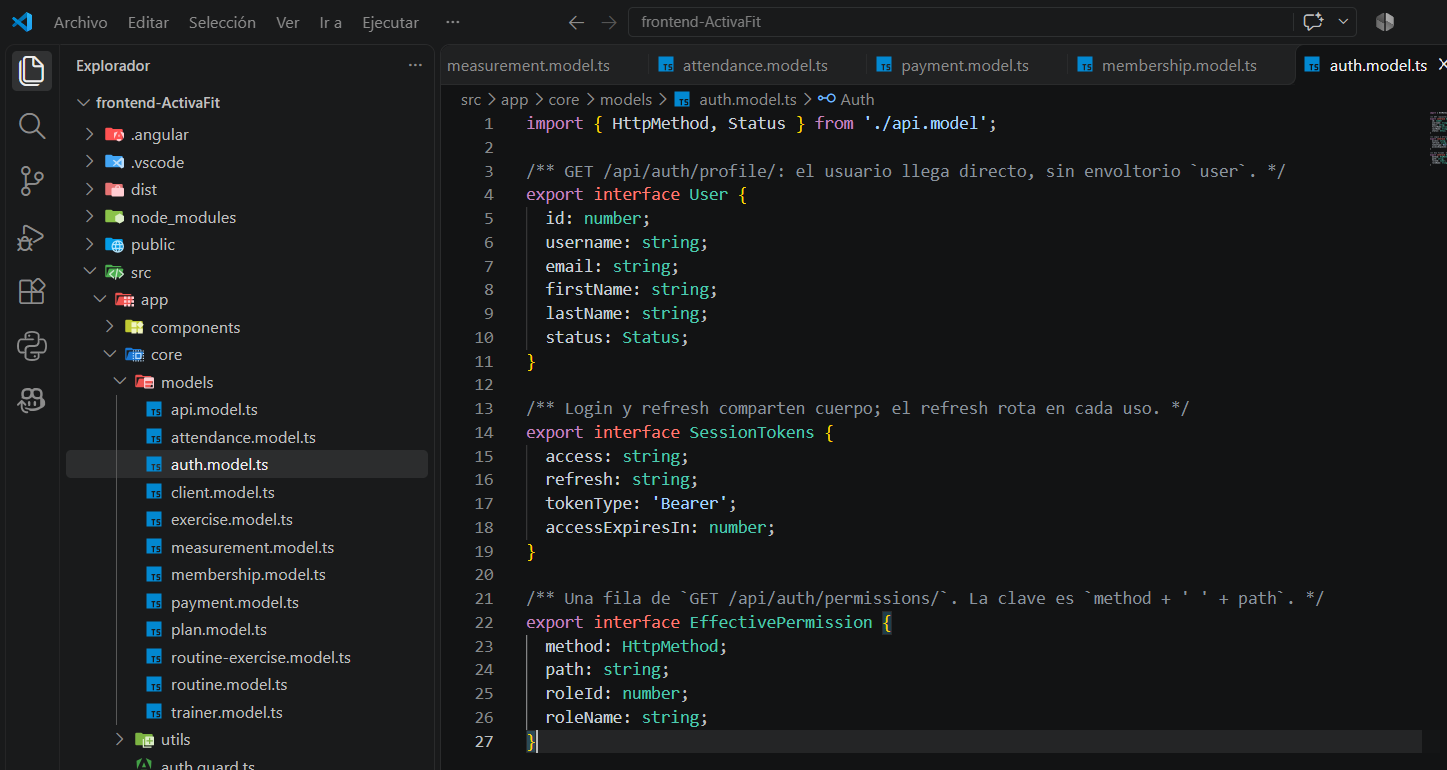 Archivo Editar Selección Ver Ir a Ejecutar ··· frontend-ActivaFit
Explorador ···
frontend-ActivaFit
.angular
.vscode
dist
node_modules
public
src
app
components
core
models
api.model.ts
attendance.model.ts
auth.model.ts
client.model.ts
exercise.model.ts
measurement.model.ts
membership.model.ts
payment.model.ts
plan.model.ts
routine-exercise.model.ts
routine.model.ts
trainer.model.ts
utils
auth.guard.ts
measurement.model.ts attendance.model.ts payment.model.ts membership.model.ts auth.model.ts
src > app > core > models > auth.model.ts > Auth
1 import { HttpMethod, Status } from './api.model';
2
3 /** GET /api/auth/profile/: el usuario llega directo, sin envoltorio `user`. */
4 export interface User {
5 id: number;
6 username: string;
7 email: string;
8 firstName: string;
9 lastName: string;
10 status: Status;
11 }
12
13 /** Login y refresh comparten cuerpo; el refresh rota en cada uso. */
14 export interface SessionTokens {
15 access: string;
16 refresh: string;
17 tokenType: 'Bearer';
18 accessExpiresIn: number;
19 }
20
21 /** Una fila de `GET /api/auth/permissions/`. La clave es `method + ' ' + path`. */
22 export interface EffectivePermission {
23 method: HttpMethod;
24 path: string;
25 roleId: number;
26 roleName: string;
27 }